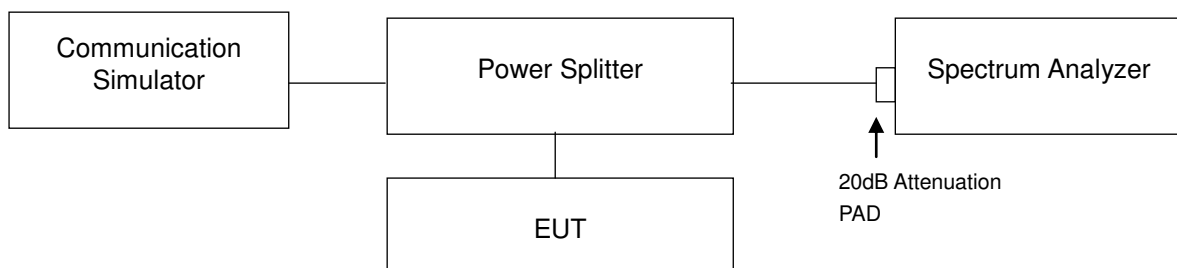 Communication
Simulator
Power Splitter
Spectrum Analyzer
20dB Attenuation
PAD
EUT